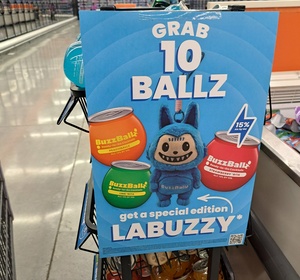 GRAB
10
BALLZ
15%
BuzzBallz
BuzzBallz
BuzzBallz
BuzzBallz
get a special edition
LABUZZY*